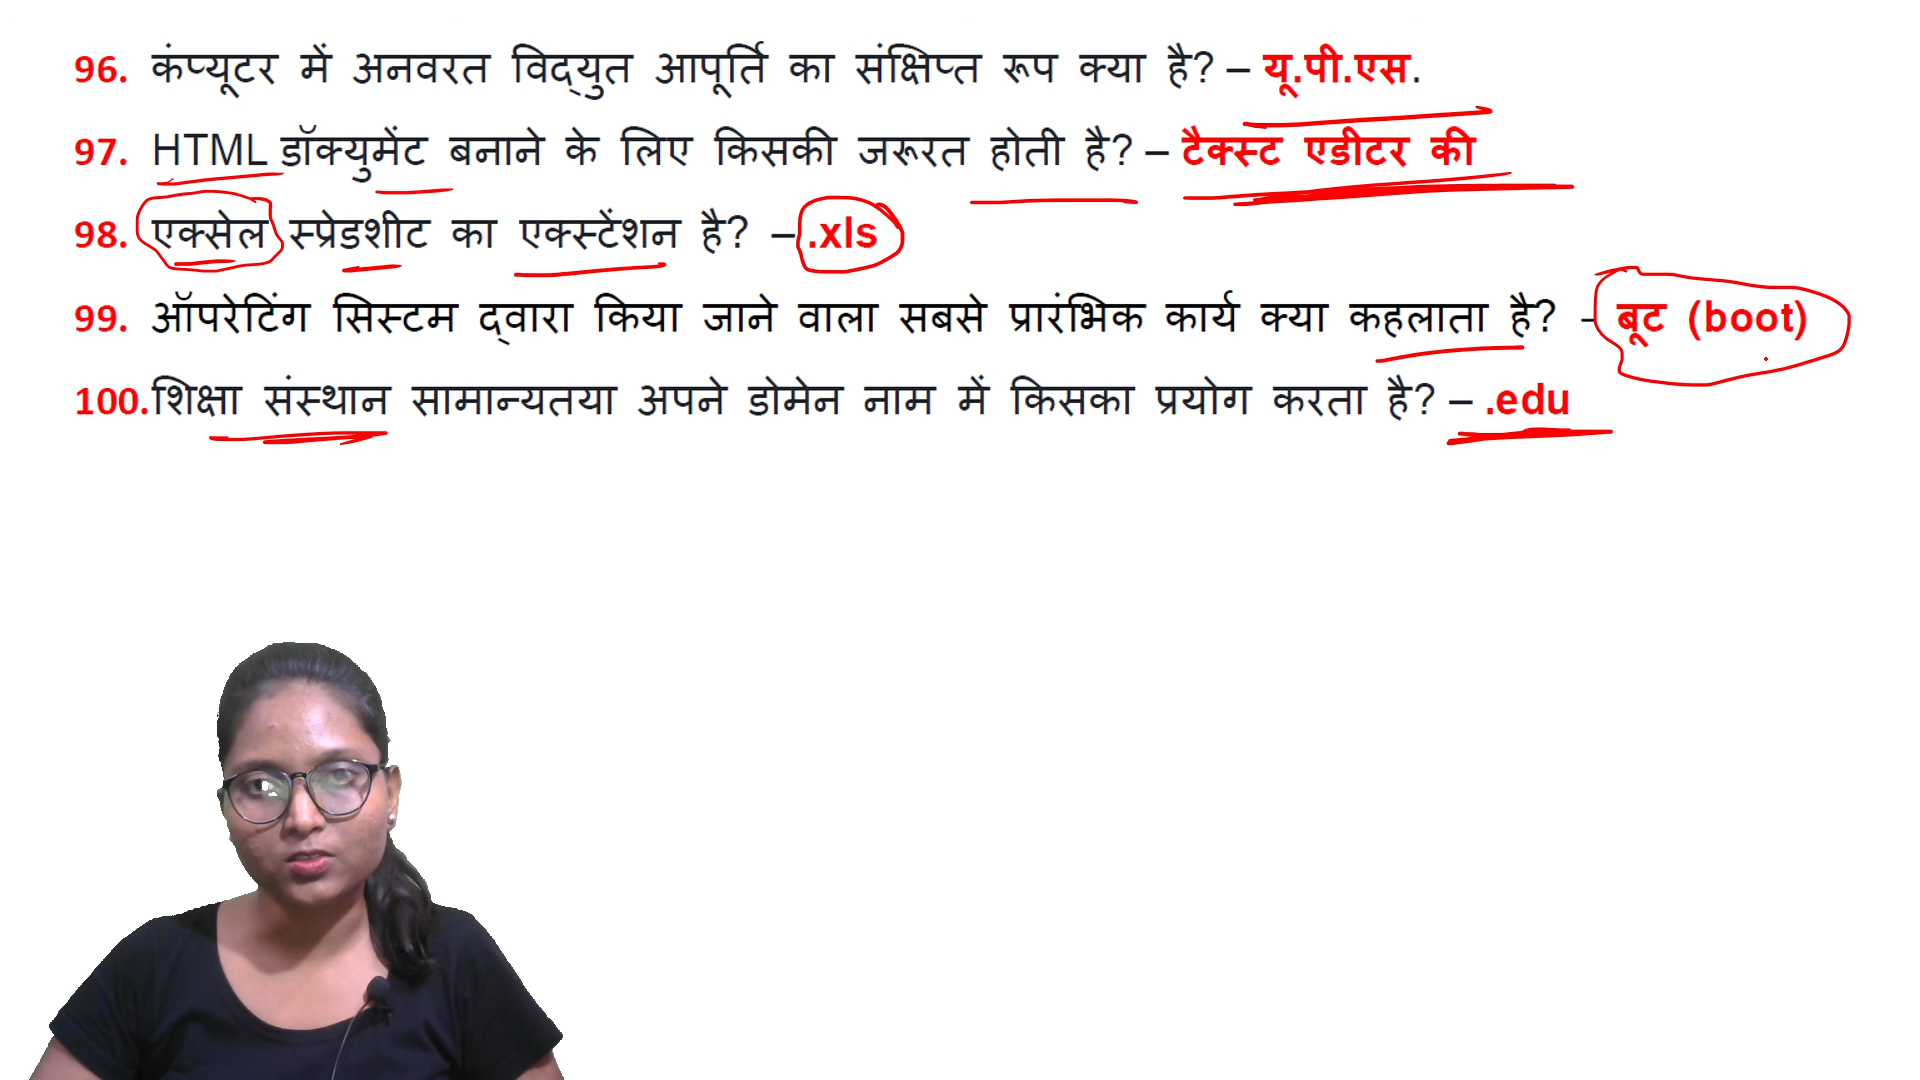 96. कंप्यूटर में अनवरत विद्युत आपूर्ति का संक्षिप्त रूप क्या है? – यू.पी.एस.
97. HTML डॉक्युमेंट बनाने के लिए किसकी जरूरत होती है? – टैक्स्ट एडीटर की
98. एक्सेल स्प्रेडशीट का एक्स्टेंशन है? – .xls
99. ऑपरेटिंग सिस्टम द्वारा किया जाने वाला सबसे प्रारंभिक कार्य क्या कहलाता है? – बूट (boot)
100. शिक्षा संस्थान सामान्यतया अपने डोमेन नाम में किसका प्रयोग करता है? – .edu